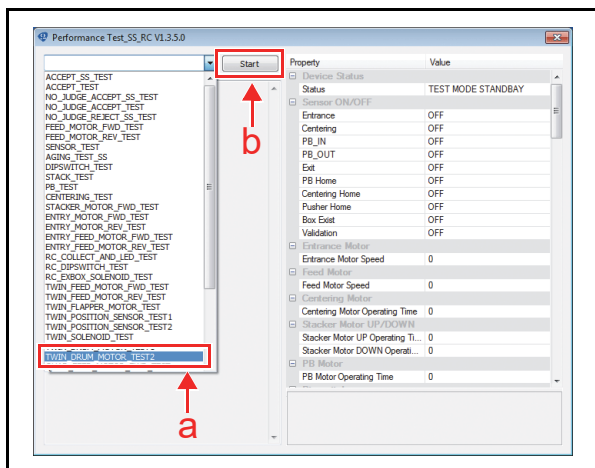 Performance Test_SS_RC V1.3.5.0
Start
b
ACCEPT_SS_TEST
ACCEPT_TEST
NO_JUDGE_ACCEPT_SS_TEST
NO_JUDGE_ACCEPT_TEST
NO_JUDGE_REJECT_SS_TEST
FEED_MOTOR_FWD_TEST
FEED_MOTOR_REV_TEST
SENSOR_TEST
AGING_TEST_SS
DIPSWITCH_TEST
STACK_TEST
PB_TEST
CENTERING_TEST
STACKER_MOTOR_FWD_TEST
ENTRY_MOTOR_FWD_TEST
ENTRY_MOTOR_REV_TEST
ENTRY_FEED_MOTOR_FWD_TEST
ENTRY_FEED_MOTOR_REV_TEST
RC_COLLECT_AND_LED_TEST
RC_DIPSWITCH_TEST
RC_EXBOX_SOLENOID_TEST
TWIN_FEED_MOTOR_FWD_TEST
TWIN_FEED_MOTOR_REV_TEST
TWIN_FLAPPER_MOTOR_TEST
TWIN_POSITION_SENSOR_TEST1
TWIN_POSITION_SENSOR_TEST2
TWIN_SOLENOID_TEST
TWIN_DRUM_MOTOR_TEST2
a
Property Value
Device Status
Status TEST MODE STANDBAY
Sensor ON/OFF
Entrance OFF
Centering OFF
PB_IN OFF
PB_OUT OFF
Exit OFF
PB Home OFF
Centering Home OFF
Pusher Home OFF
Box Exist OFF
Validation OFF
Entrance Motor
Entrance Motor Speed 0
Feed Motor
Feed Motor Speed 0
Centering Motor
Centering Motor Operating Time 0
Stacker Motor UP/DOWN
Stacker Motor UP Operating Ti... 0
Stacker Motor DOWN Operati... 0
PB Motor
PB Motor Operating Time 0